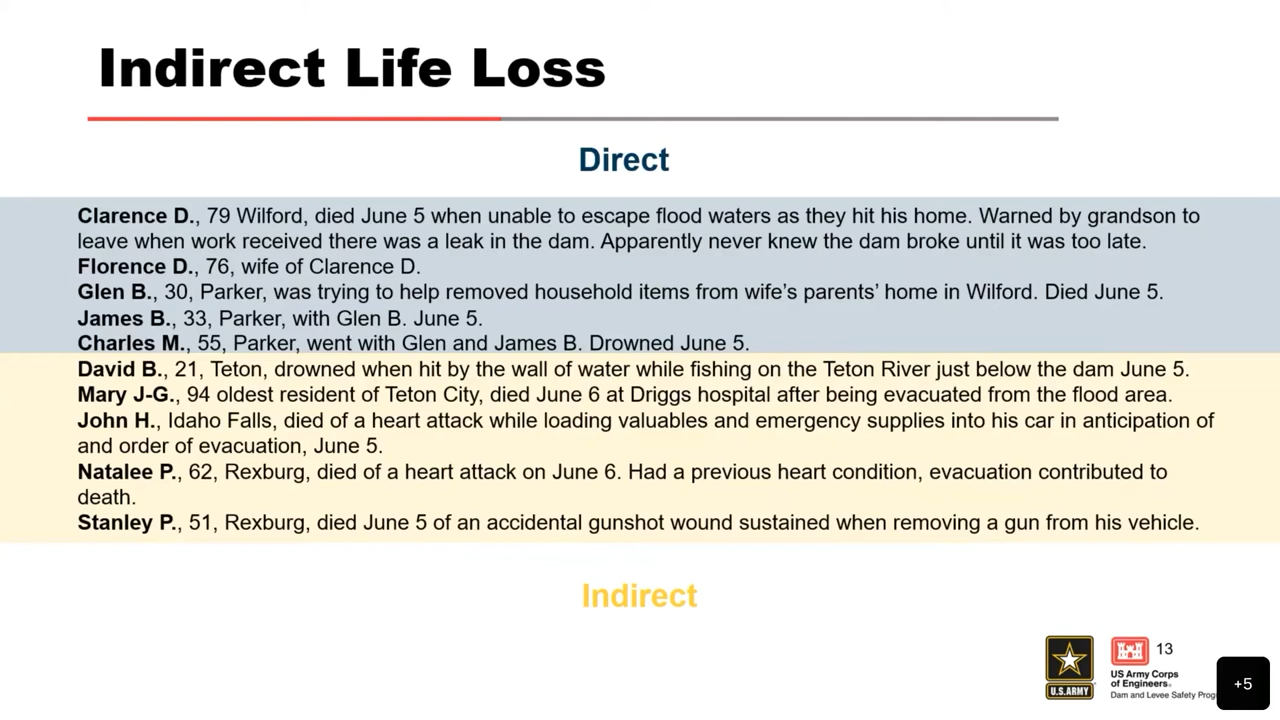 Indirect Life Loss
Direct
Clarence D., 79 Wilford, died June 5 when unable to escape flood waters as they hit his home. Warned by grandson to
leave when work received there was a leak in the dam. Apparently never knew the dam broke until it was too late.
Florence D., 76, wife of Clarence D.
Glen B., 30, Parker, was trying to help removed household items from wife's parents' home in Wilford. Died June 5.
James B., 33, Parker, with Glen B. June 5.
Charles M., 55, Parker, went with Glen and James B. Drowned June 5.
David B., 21, Teton, drowned when hit by the wall of water while fishing on the Teton River just below the dam June 5.
Mary J-G., 94 oldest resident of Teton City, died June 6 at Driggs hospital after being evacuated from the flood area.
John H., Idaho Falls, died of a heart attack while loading valuables and emergency supplies into his car in anticipation of
and order of evacuation, June 5.
Natalee P., 62, Rexburg, died of a heart attack on June 6. Had a previous heart condition, evacuation contributed to
death.
Stanley P., 51, Rexburg, died June 5 of an accidental gunshot wound sustained when removing a gun from his vehicle.
Indirect
U.S.ARMY
13
US Army Corps
of Engineers®
Dam and Levee Safety
+5